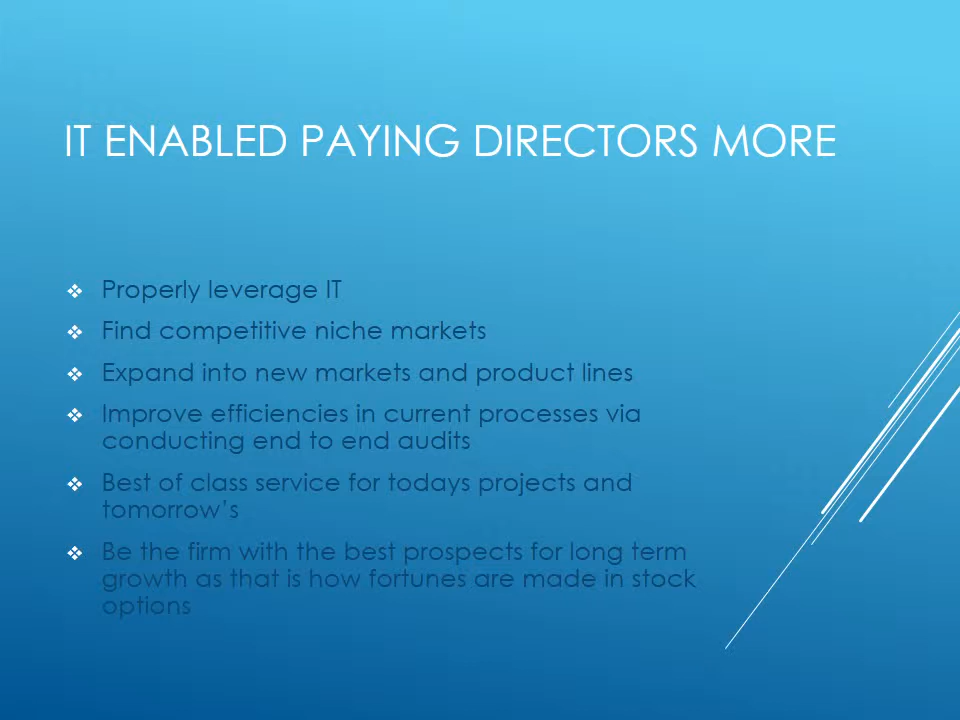 IT ENABLED PAYING DIRECTORS MORE
Properly leverage IT
Find competitive niche markets
Expand into new markets and product lines
Improve efficiencies in current processes via
conducting end to end audits
Best of class service for todays projects and
tomorrow's
Be the firm with the best prospects for long term
growth as that is how fortunes are made in stock
options